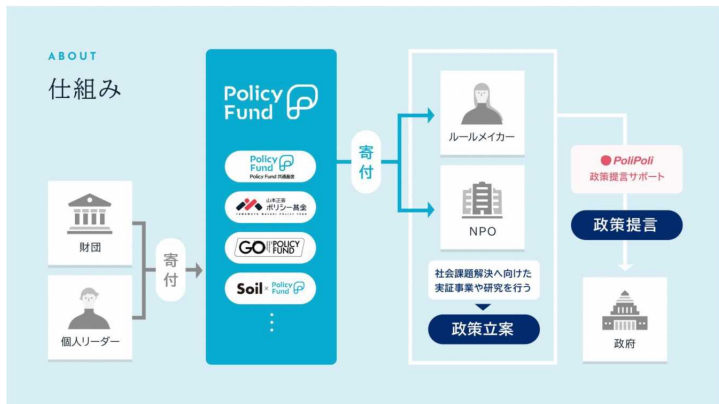 ABOUT
仕組み
財団
個人リーダー
寄付
Policy
Fund
Policy
Fund
Policy Fund 共通基金
山本正喜
ポリシー基金
YAMAMOTO MASAKI POLICY FUND
GO POLICY
FUND
Soil × Policy
Fund
寄付
ルールメイカー
NPO
社会課題解決へ向けた
実証事業や研究を行う
政策立案
PoliPoli
政策提言サポート
政策提言
政府